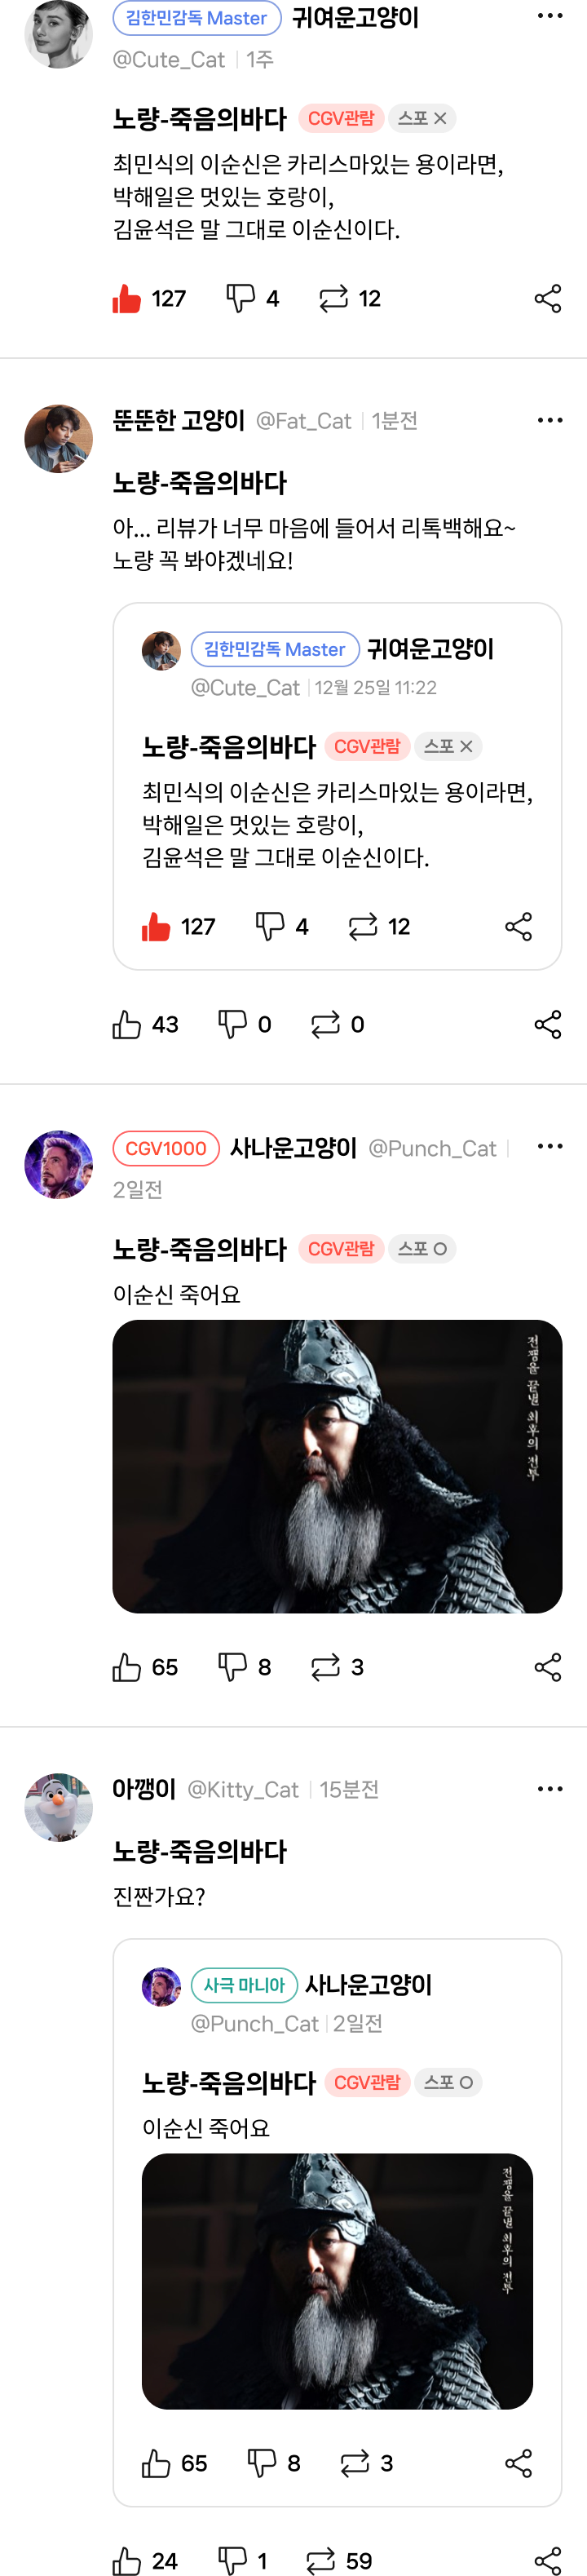 김한민감독 Master 귀여운고양이
@Cute_Cat 1주
노량-죽음의바다 CGV관람 스포 ✕
최민식의 이순신은 카리스마있는 용이라면,
박해일은 멋있는 호랑이,
김윤석은 말 그대로 이순신이다.
127 4 12
뚠뚠한 고양이 @Fat_Cat 1분전
노량-죽음의바다
아... 리뷰가 너무 마음에 들어서 리톡백해요~
노량 꼭 봐야겠네요!
김한민감독 Master 귀여운고양이
@Cute_Cat 12월 25일 11:22
노량-죽음의바다 CGV관람 스포 ✕
최민식의 이순신은 카리스마있는 용이라면,
박해일은 멋있는 호랑이,
김윤석은 말 그대로 이순신이다.
127 4 12
43 0 0
CGV1000 사나운고양이 @Punch_Cat
2일전
노량-죽음의바다 CGV관람 스포 O
이순신 죽어요
전쟁을 끝낼 최후의 전투
65 8 3
아깽이 @Kitty_Cat 15분전
노량-죽음의바다
진짠가요?
사극 마니아 사나운고양이
@Punch_Cat 2일전
노량-죽음의바다 CGV관람 스포 O
이순신 죽어요
전쟁을 끝낼 최후의 전투
65 8 3
24 1 59